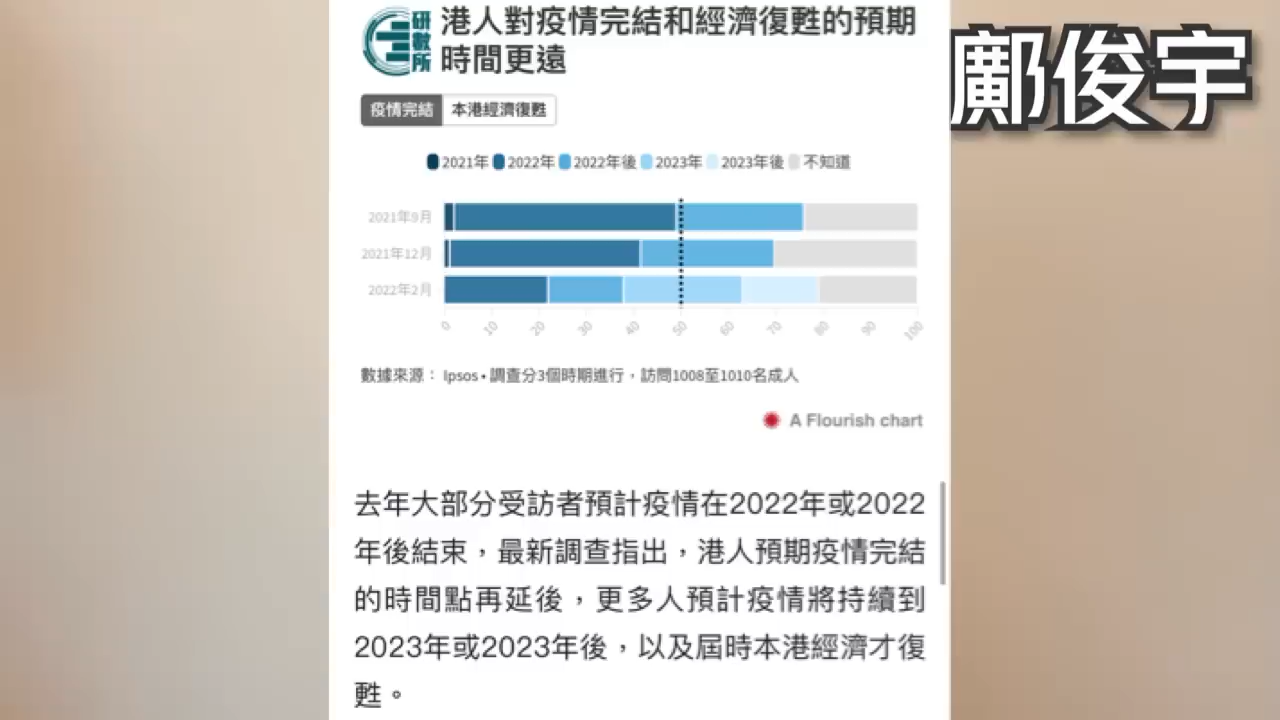 研數所
港人對疫情完結和經濟復甦的預期
時間更遠
鄺俊宇
疫情完結 本港經濟復甦
2021年 2022年 2022年後 2023年 2023年後 不知道
2021年9月
2021年12月
2022年2月
0 10 20 30 40 50 60 70 80 90 100
數據來源： Ipsos • 調查分3個時期進行，訪問1008至1010名成人
A Flourish chart
去年大部分受訪者預計疫情在2022年或2022
年後結束，最新調查指出，港人預期疫情完結
的時間點再延後，更多人預計疫情將持續到
2023年或2023年後，以及屆時本港經濟才復
甦。